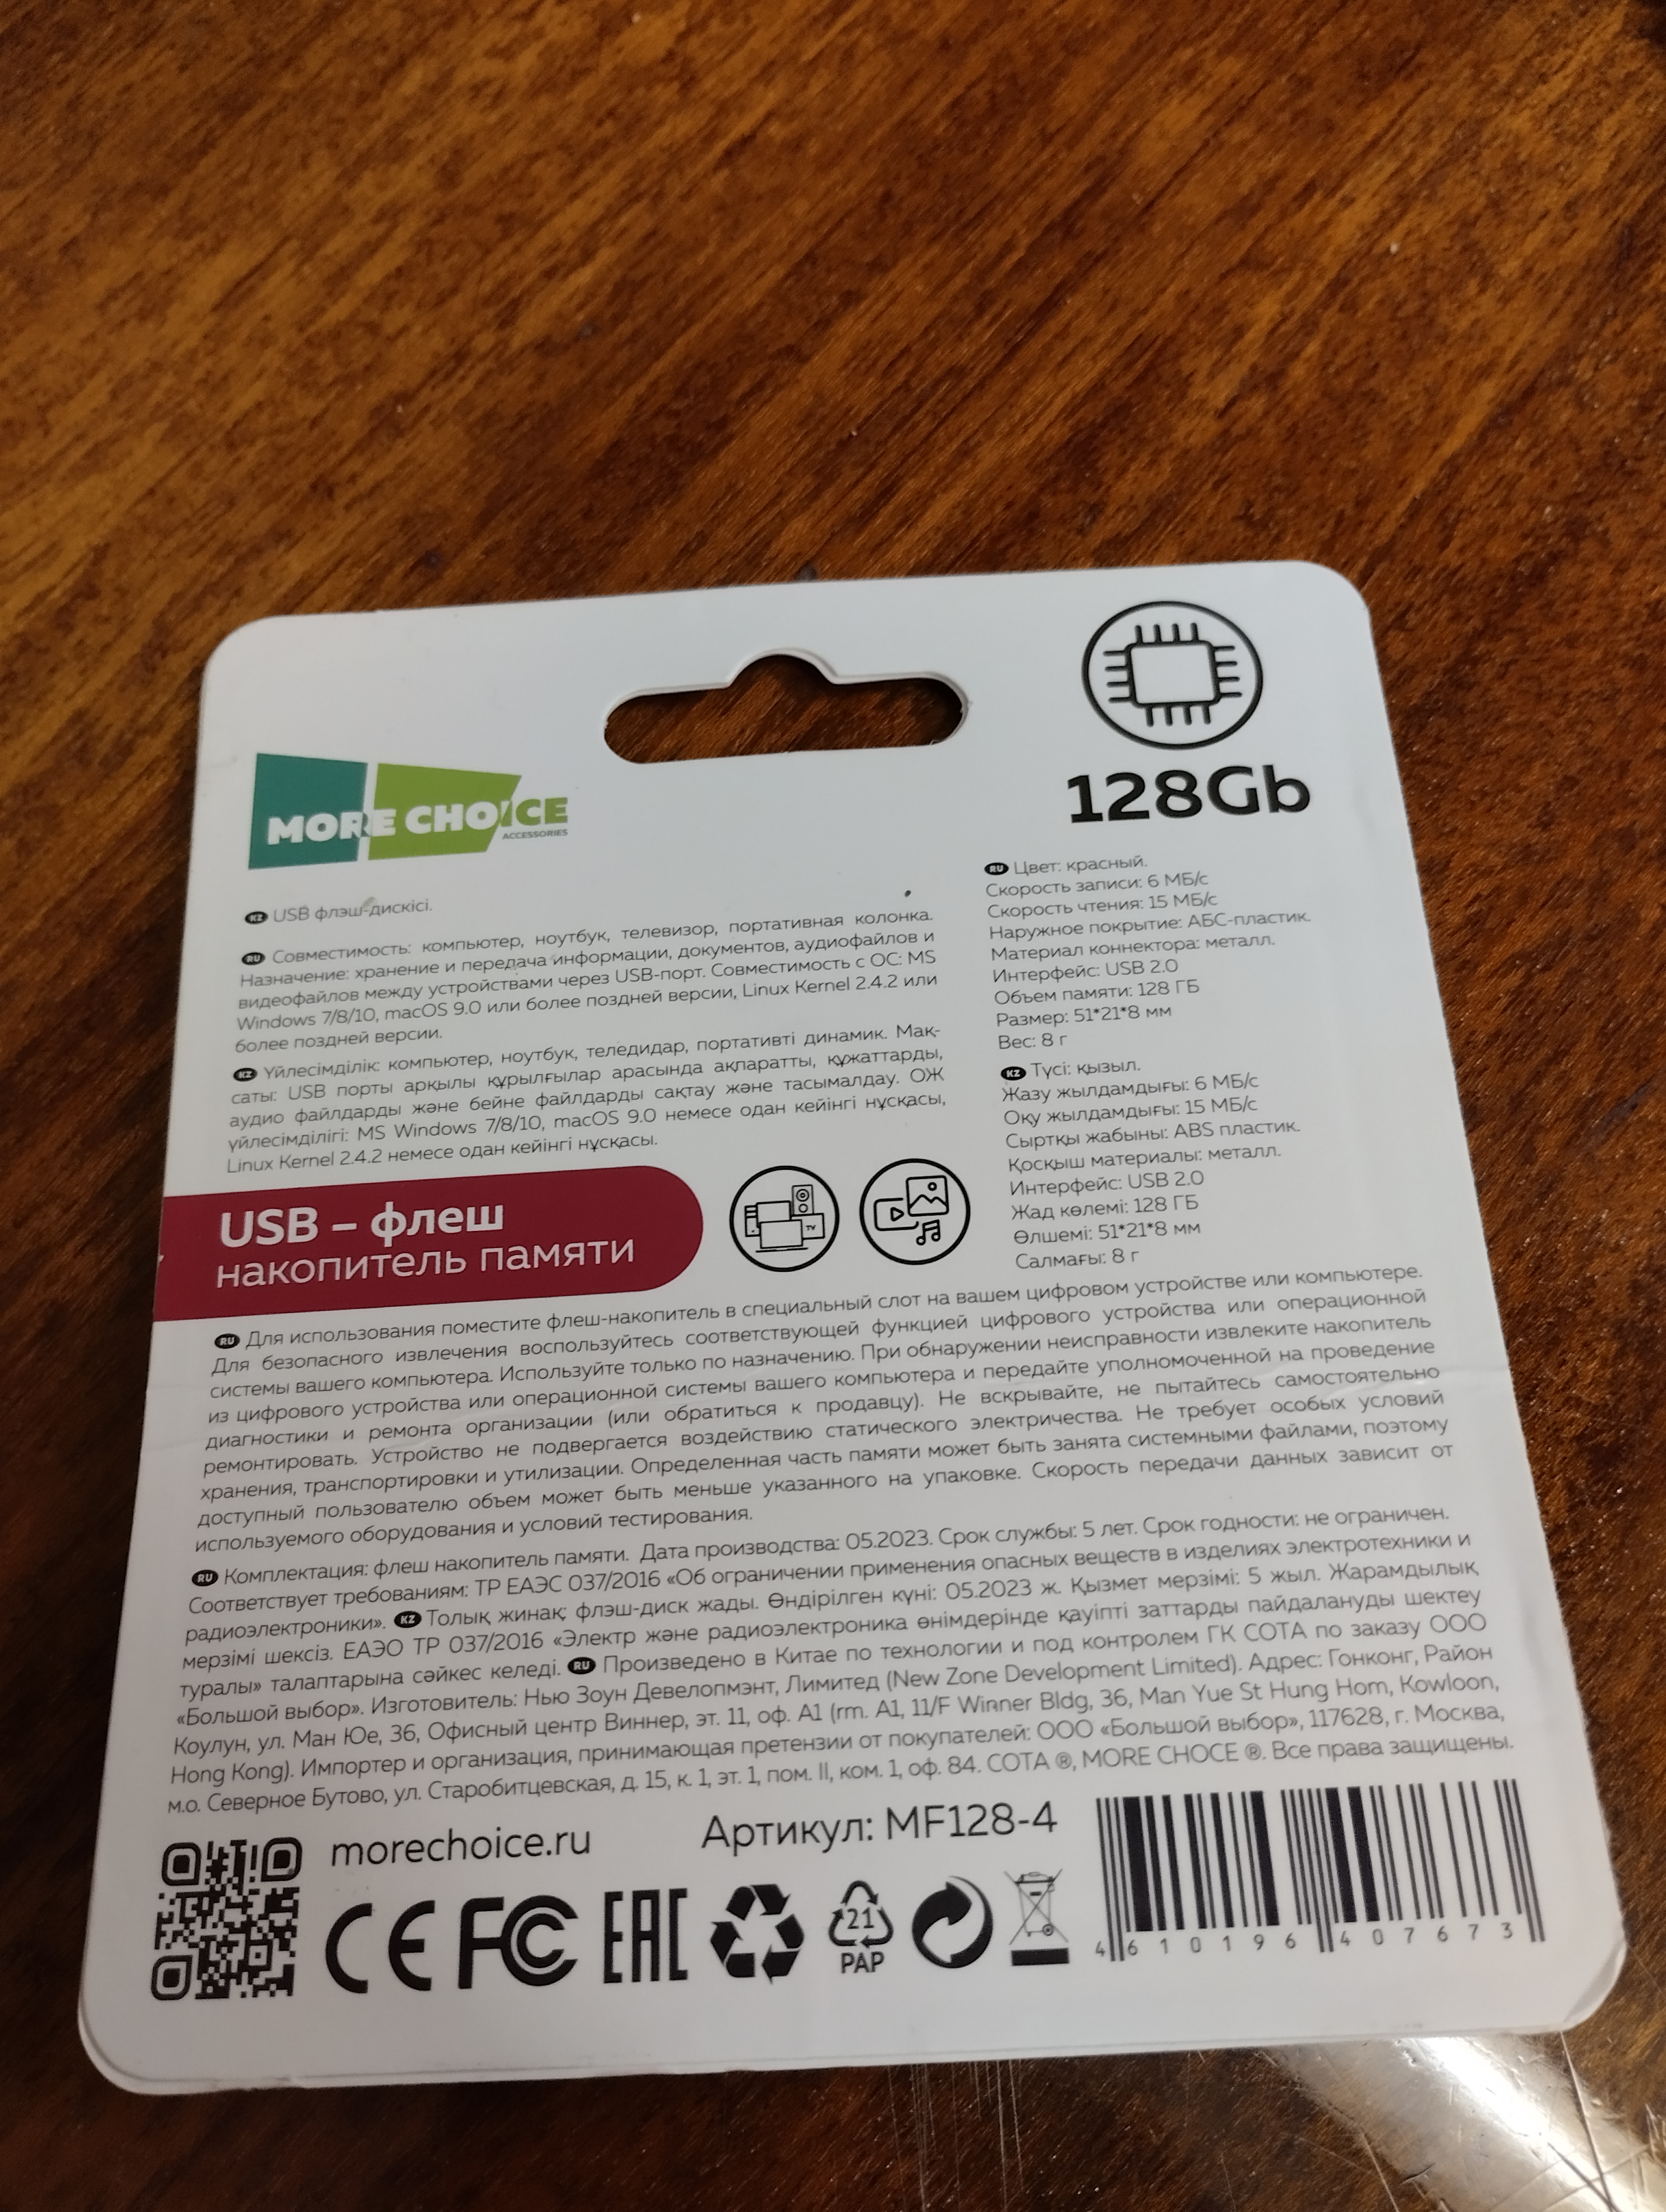 MORE CHOICE
ACCESSORIES
KZ USB флэш-дискісі.
RU Совместимость: компьютер, ноутбук, телевизор, портативная колонка.
Назначение: хранение и передача информации, документов, аудиофайлов и
видеофайлов между устройствами через USB-порт. Совместимость с ОС: MS
Windows 7/8/10, macOS 9.0 или более поздней версии, Linux Kernel 2.4.2 или
более поздней версии.
KZ Үйлесімділік: компьютер, ноутбук, теледидар, портативті динамик. Мақ-
саты: USB порты арқылы құрылғылар арасында ақпаратты, құжаттарды,
аудио файлдарды және бейне файлдарды сақтау және тасымалдау. ОЖ
үйлесімділігі: MS Windows 7/8/10, macOS 9.0 немесе одан кейінгі нұсқасы,
Linux Kernel 2.4.2 немесе одан кейінгі нұсқасы.
128Gb
RU Цвет: красный.
Скорость записи: 6 МБ/с
Скорость чтения: 15 МБ/с
Наружное покрытие: АБС-пластик.
Материал коннектора: металл.
Интерфейс: USB 2.0
Объем памяти: 128 ГБ
Размер: 51*21*8 мм
Вес: 8 г
KZ Түсі: қызыл.
Жазу жылдамдығы: 6 МБ/с
Оқу жылдамдығы: 15 МБ/с
Сыртқы жабыны: ABS пластик.
Қосқыш материалы: металл.
Интерфейс: USB 2.0
Жад көлемі: 128 ГБ
Өлшемі: 51*21*8 мм
Салмағы: 8 г
USB – флеш
накопитель памяти
TV
RU Для использования поместите флеш-накопитель в специальный слот на вашем цифровом устройстве или компьютере.
Для безопасного извлечения воспользуйтесь соответствующей функцией цифрового устройства или операционной
системы вашего компьютера. Используйте только по назначению. При обнаружении неисправности извлеките накопитель
из цифрового устройства или операционной системы вашего компьютера и передайте уполномоченной на проведение
диагностики и ремонта организации (или обратиться к продавцу). Не вскрывайте, не пытайтесь самостоятельно
ремонтировать. Устройство не подвергается воздействию статического электричества. Не требует особых условий
хранения, транспортировки и утилизации. Определенная часть памяти может быть занята системными файлами, поэтому
доступный пользователю объем может быть меньше указанного на упаковке. Скорость передачи данных зависит от
используемого оборудования и условий тестирования.
RU Комплектация: флеш накопитель памяти. Дата производства: 05.2023. Срок службы: 5 лет. Срок годности: не ограничен.
Соответствует требованиям: ТР ЕАЭС 037/2016 «Об ограничении применения опасных веществ в изделиях электротехники и
радиоэлектроники». KZ Толық жинақ: флэш-диск жады. Өндірілген күні: 05.2023 ж. Қызмет мерзімі: 5 жыл. Жарамдылық
мерзімі шексіз. ЕАЭО ТР 037/2016 «Электр және радиоэлектроника өнімдерінде қауіпті заттарды пайдалануды шектеу
туралы» талаптарына сәйкес келеді. RU Произведено в Китае по технологии и под контролем ГК СОТА по заказу ООО
«Большой выбор». Изготовитель: Нью Зоун Девелопмэнт, Лимитед (New Zone Development Limited). Адрес: Гонконг, Район
Коулун, ул. Ман Юе, 36, Офисный центр Виннер, эт. 11, оф. А1 (rm. A1, 11/F Winner Bldg, 36, Man Yue St Hung Hom, Kowloon,
Hong Kong). Импортер и организация, принимающая претензии от покупателей: ООО «Большой выбор», 117628, г. Москва,
м.о. Северное Бутово, ул. Старобитцевская, д. 15, к. 1, эт. 1, пом. II, ком. 1, оф. 84. СОТА ®, MORE CHOCE ®. Все права защищены.
morechoice.ru
Артикул: MF128-4
CE FC EAC
21
PAP
4 610196 407673